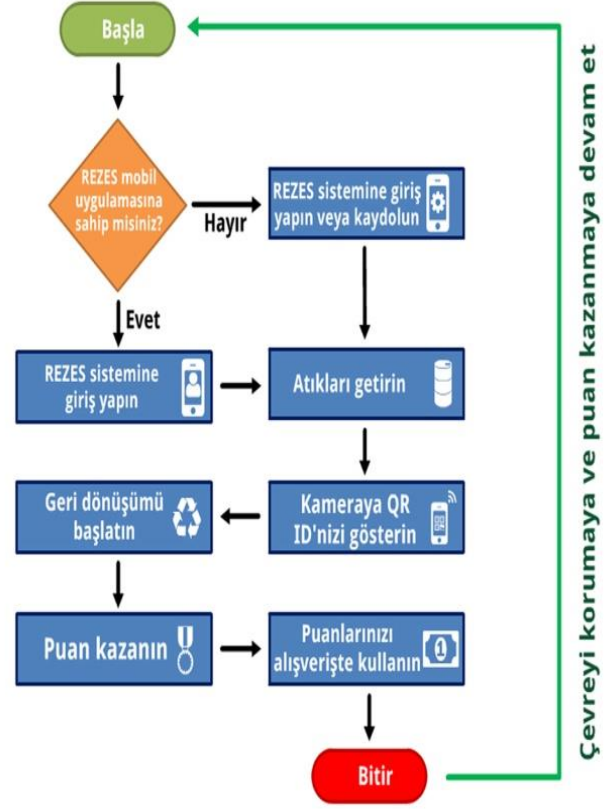 Başla
REZES mobil
uygulamasına
sahip misiniz?
Hayır
REZES sistemine giriş
yapın veya kaydolun
Evet
REZES sistemine
giriş yapın
Atıkları getirin
Kameraya QR
ID'nizi gösterin
Geri dönüşümü
başlatın
Puan kazanın
Puanlarınızı
alışverişte kullanın
1
Bitir
Çevreyi korumaya ve puan kazanmaya devam et